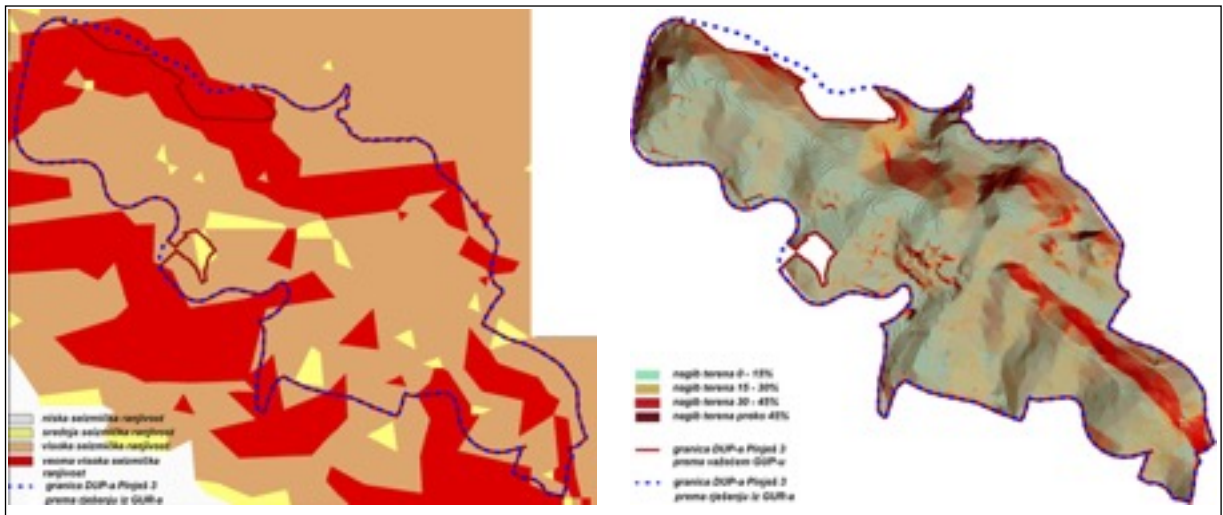 niska seizmička ranjivost
srednja seizmička ranjivost
visoka seizmička ranjivost
veoma visoka seizmička
ranjivost
granica DUP-a Pinješ 3
prema rješenju iz GUR-a
nagib terena 0 - 15%
nagib terena 15 - 30%
nagib terena 30 - 45%
nagib terena preko 45%
granica DUP-a Pinješ 3
prema važećem GUP-u
granica DUP-a Pinješ 3
prema rješenju iz GUR-a